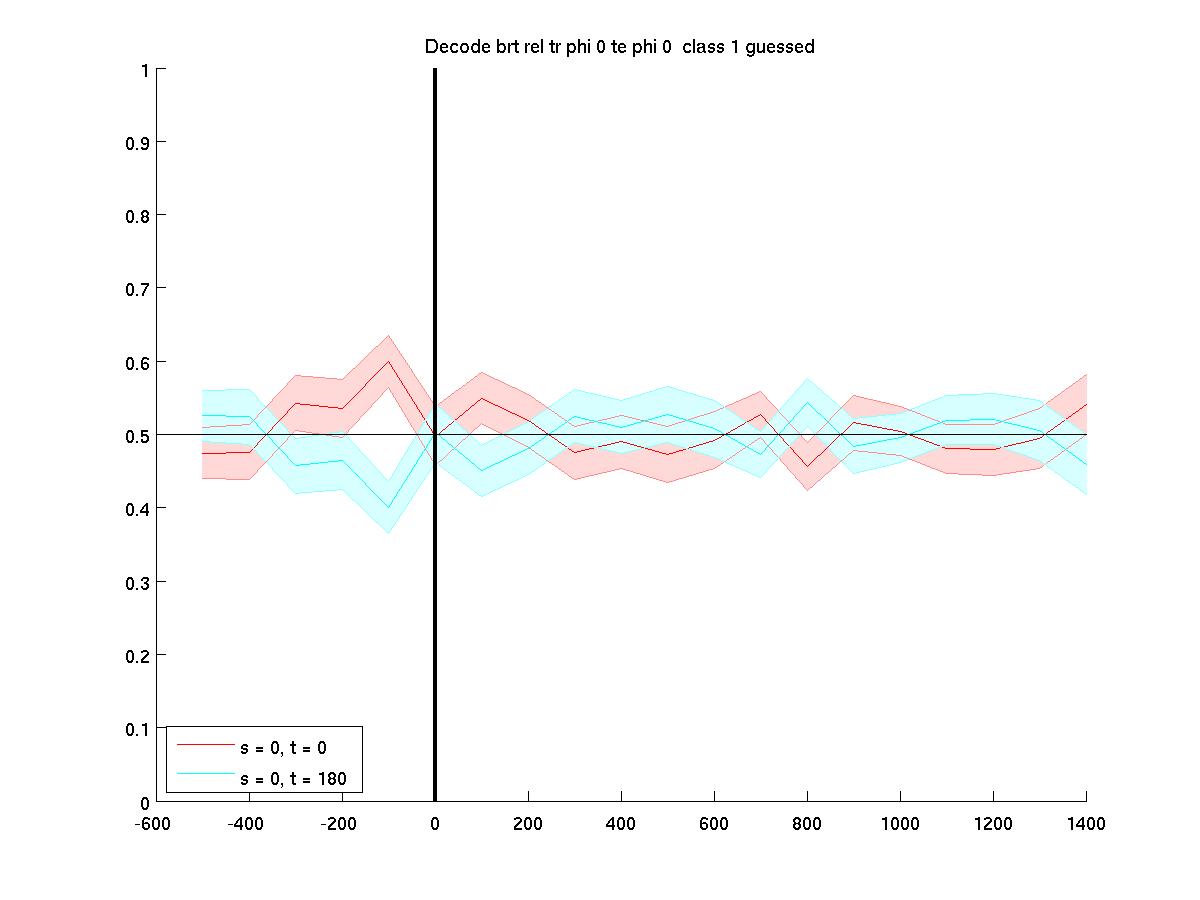 Decode brt rel tr phi 0 te phi 0  class 1 guessed
1
0.9
0.8
0.7
0.6
0.5
0.4
0.3
0.2
0.1
0
s = 0, t = 0
s = 0, t = 180
-600 -400 -200 0 200 400 600 800 1000 1200 1400